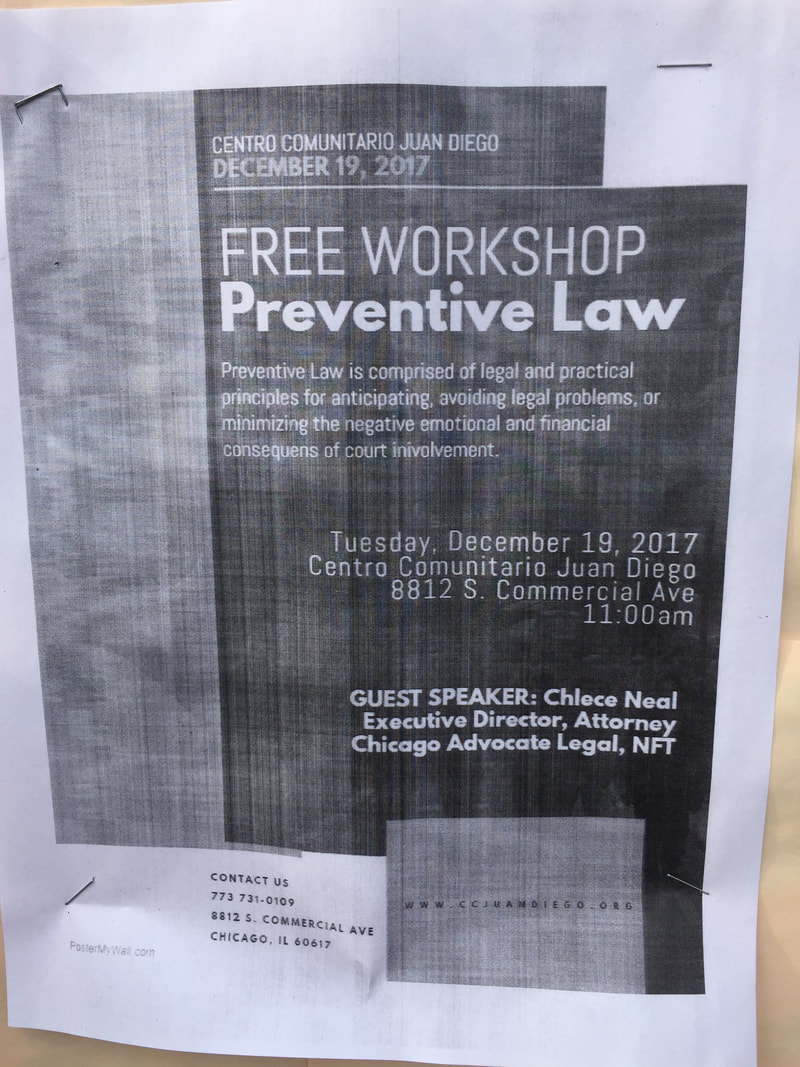 CENTRO COMUNITARIO JUAN DIEGO
DECEMBER 19, 2017
FREE WORKSHOP
Preventive Law
Preventive Law is comprised of legal and practical
principles for anticipating, avoiding legal problems, or
minimizing the negative emotional and financial
consequens of court inivolvement.
Tuesday, December 19, 2017
Centro Comunitario Juan Diego
8812 S. Commercial Ave
11:00am
GUEST SPEAKER: Chlece Neal
Executive Director, Attorney
Chicago Advocate Legal, NFT
CONTACT US
773 731-0109
8812 S. COMMERCIAL AVE
CHICAGO, IL 60617
WWW.CCJUANDIEGO.ORG
PosterMyWall.com